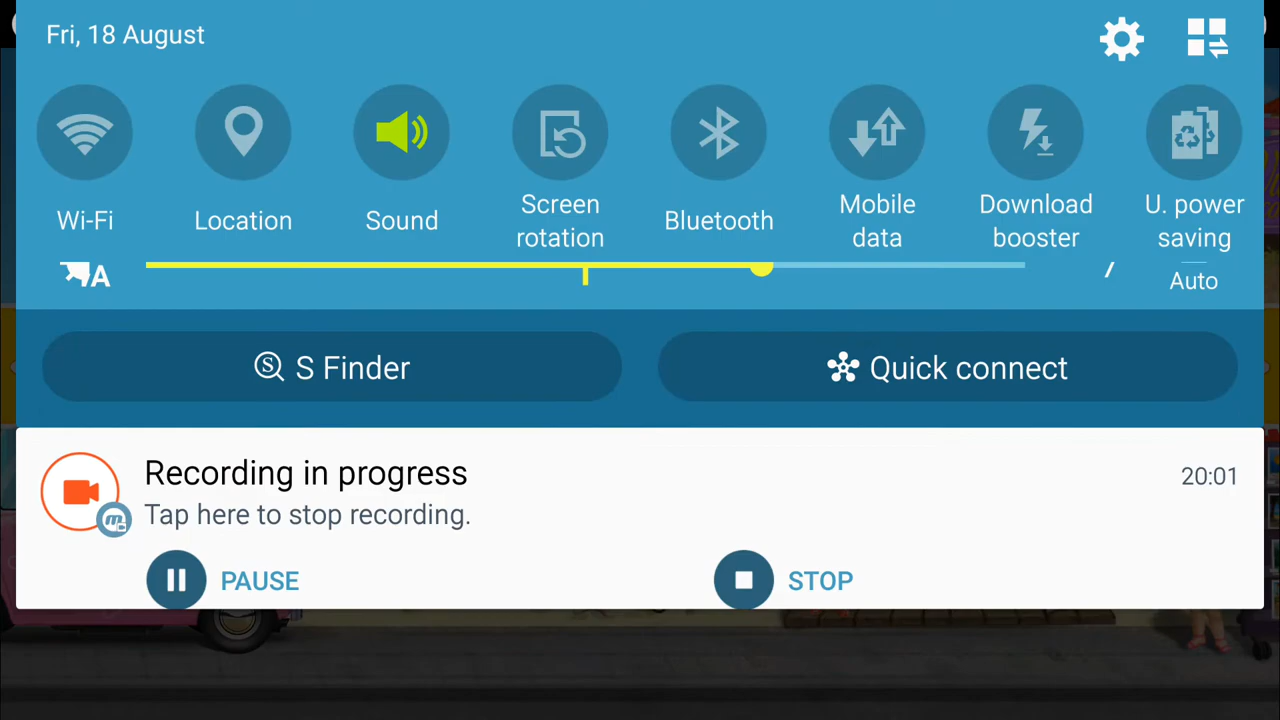 Fri, 18 August
Wi-Fi
Location
Sound
Screen
rotation
Bluetooth
Mobile
data
Download
booster
U. power
saving
A
Auto
S Finder
Quick connect
Recording in progress
20:01
Tap here to stop recording.
PAUSE
STOP